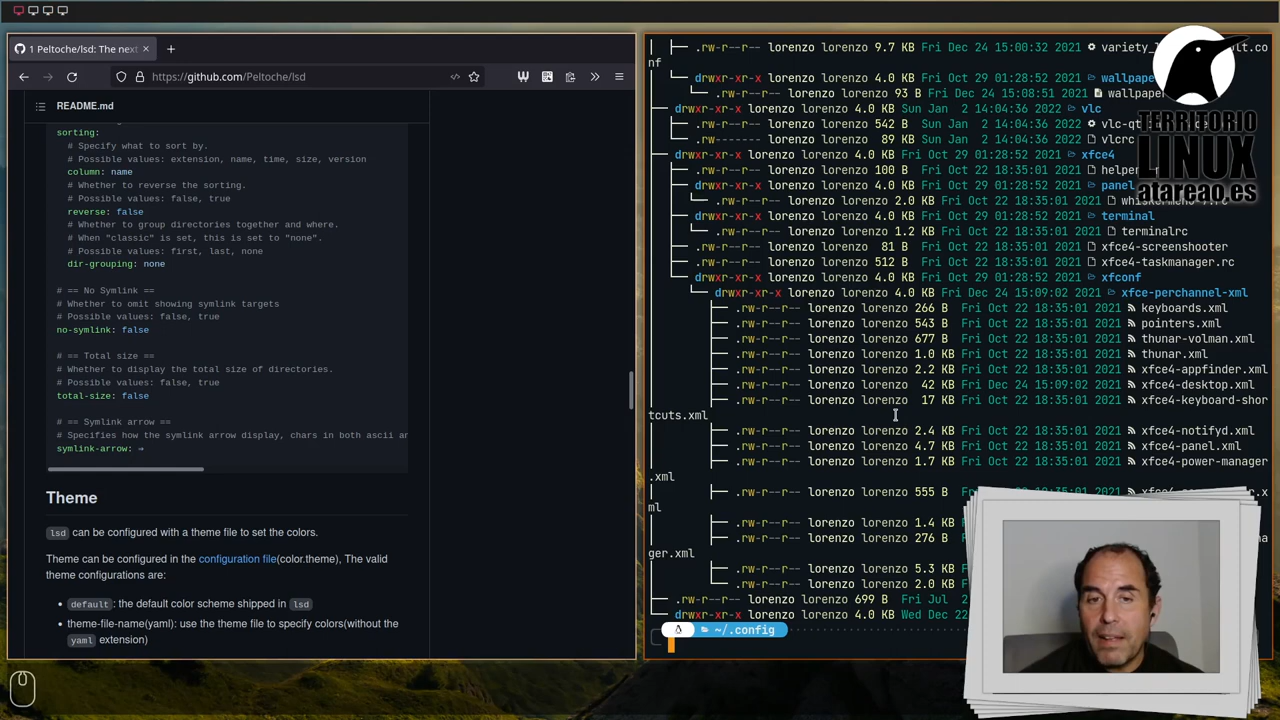 1 Peltoche/lsd: The next
https://github.com/Peltoche/lsd
README.md
sorting:
# Specify what to sort by.
# Possible values: extension, name, time, size, version
column: name
# Whether to reverse the sorting.
# Possible values: false, true
reverse: false
# Whether to group directories together and where.
# When "classic" is set, this is set to "none".
# Possible values: first, last, none
dir-grouping: none
# == No Symlink ==
# Whether to omit showing symlink targets
# Possible values: false, true
no-symlink: false
# == Total size ==
# Whether to display the total size of directories.
# Possible values: false, true
total-size: false
# == Symlink arrow ==
# Specifies how the symlink arrow display, chars in both ascii ar
symlink-arrow: ⇒
Theme
lsd can be configured with a theme file to set the colors.
Theme can be configured in the configuration file(color.theme), The valid
theme configurations are:
• default: the default color scheme shipped in lsd
• theme-file-name(yaml): use the theme file to specify colors(without the
yaml extension)
.rw-r--r-- lorenzo lorenzo 9.7 KB Fri Dec 24 15:00:32 2021
nf
drwxr-xr-x lorenzo lorenzo 4.0 KB Fri Oct 29 01:28:52 2021 wallpape
.rw-r--r-- lorenzo lorenzo 93 B Fri Dec 24 15:08:51 2021 wallpaper
drwxr-xr-x lorenzo lorenzo 4.0 KB Sun Jan 2 14:04:36 2022 vlc
.rw-r--r-- lorenzo lorenzo 542 B Sun Jan 2 14:04:36 2022
.rw------- lorenzo lorenzo 89 KB Sun Jan 2 14:04:36 2022 vlcrc
drwxr-xr-x lorenzo lorenzo 4.0 KB Fri Oct 29 01:28:52 2021 xfce4
.rw-r--r-- lorenzo lorenzo 100 B Fri Oct 22 18:35:01 2021
drwxr-xr-x lorenzo lorenzo 4.0 KB Fri Oct 29 01:28:52 2021 panel
.rw-r--r-- lorenzo lorenzo 2.0 KB Fri Oct 22 18:35:01 2021
drwxr-xr-x lorenzo lorenzo 4.0 KB Fri Oct 29 01:28:52 2021 terminal
.rw-r--r-- lorenzo lorenzo 1.2 KB Fri Oct 22 18:35:01 2021 terminalrc
.rw-r--r-- lorenzo lorenzo 81 B Fri Oct 22 18:35:01 2021 xfce4-screenshooter
.rw-r--r-- lorenzo lorenzo 512 B Fri Oct 22 18:35:01 2021 xfce4-taskmanager.rc
drwxr-xr-x lorenzo lorenzo 4.0 KB Fri Oct 29 01:28:52 2021 xfconf
drwxr-xr-x lorenzo lorenzo 4.0 KB Fri Dec 24 15:09:02 2021 xfce-perchannel-xml
.rw-r--r-- lorenzo lorenzo 266 B Fri Oct 22 18:35:01 2021 keyboards.xml
.rw-r--r-- lorenzo lorenzo 543 B Fri Oct 22 18:35:01 2021 pointers.xml
.rw-r--r-- lorenzo lorenzo 677 B Fri Oct 22 18:35:01 2021 thunar-volman.xml
.rw-r--r-- lorenzo lorenzo 1.0 KB Fri Oct 22 18:35:01 2021 thunar.xml
.rw-r--r-- lorenzo lorenzo 2.2 KB Fri Oct 22 18:35:01 2021 xfce4-appfinder.xml
.rw-r--r-- lorenzo lorenzo 42 KB Fri Dec 24 15:09:02 2021 xfce4-desktop.xml
.rw-r--r-- lorenzo lorenzo 17 KB Fri Oct 22 18:35:01 2021 xfce4-keyboard-shor
tcuts.xml
.rw-r--r-- lorenzo lorenzo 2.4 KB Fri Oct 22 18:35:01 2021 xfce4-notifyd.xml
.rw-r--r-- lorenzo lorenzo 4.7 KB Fri Oct 22 18:35:01 2021 xfce4-panel.xml
.rw-r--r-- lorenzo lorenzo 1.7 KB Fri Oct 22 18:35:01 2021 xfce4-power-manager
.xml
.rw-r--r-- lorenzo lorenzo 555 B
ml
.rw-r--r-- lorenzo lorenzo 1.4 KB
.rw-r--r-- lorenzo lorenzo 276 B
ger.xml
.rw-r--r-- lorenzo lorenzo 5.3 KB
.rw-r--r-- lorenzo lorenzo 2.0 KB
.rw-r--r-- lorenzo lorenzo 699 B Fri Jul
drwxr-xr-x lorenzo lorenzo 4.0 KB Wed Dec 22
~/.config
TERRITORIO
LINUX
atareao.es